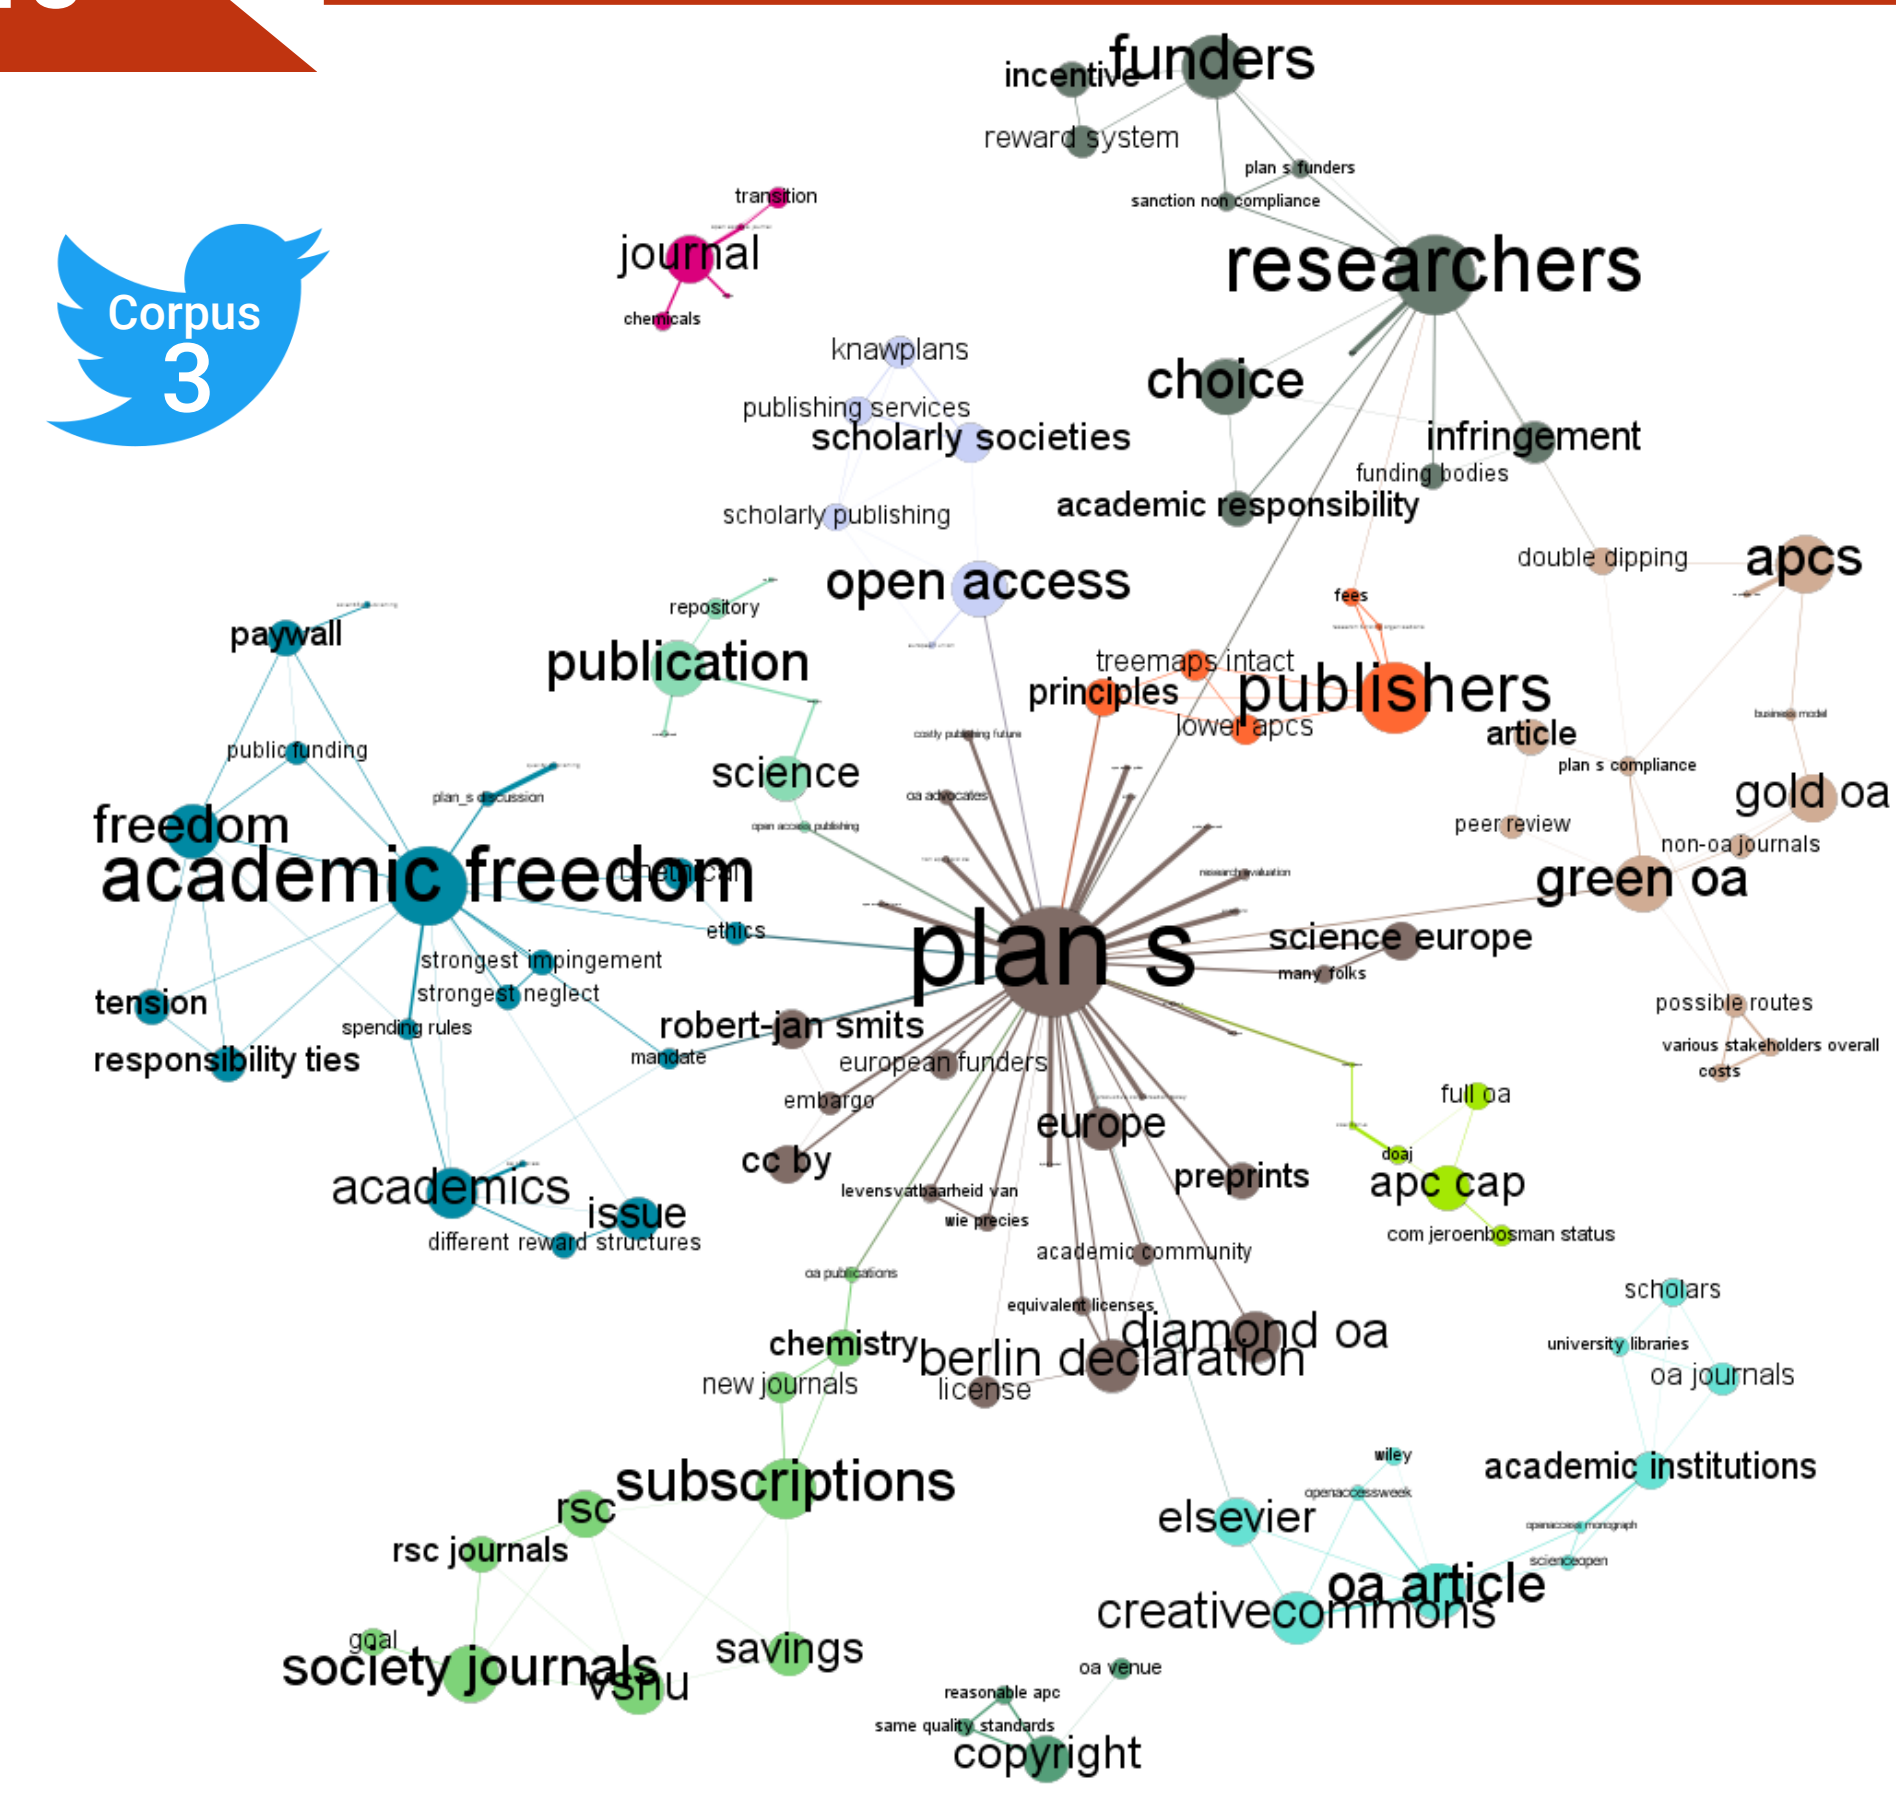 funders
incentive
reward system
plan s funders
transition
sanction non compliance
journal
researchers
Corpus
3
chemicals
knawplans
choice
publishing services
scholarly societies
infringement
funding bodies
academic responsibility
scholarly publishing
double dipping
apcs
open access
fees
repository
paywall
publication
treemaps intact
principles
publishers
lower apcs
business model
article
costly publishing future
public funding
plan s compliance
science
gold oa
plan_s discussion
oa advocates
freedom
open access publishing
peer review
non-oa journals
academic freedom
unethical
research evaluation
green oa
ethics
plan s
science europe
strongest impingement
many folks
strongest neglect
tension
possible routes
robert-jan smits
spending rules
various stakeholders overall
mandate
responsibility ties
european funders
costs
full oa
embargo
europe
doaj
cc by
preprints
apc cap
academics
levensvatbaarheid van
issue
wie precies
com jeroenbosman status
different reward structures
academic community
oa publications
scholars
equivalent licenses
diamond oa
chemistry
university libraries
berlin declaration
oa journals
new journals
license
wiley
academic institutions
subscriptions
openaccessweek
rsc
elsevier
openaccess monograph
rsc journals
scienceopen
oa article
creativecommons
goal
savings
society journals
oa venue
vsnu
reasonable apc
same quality standards
copyright